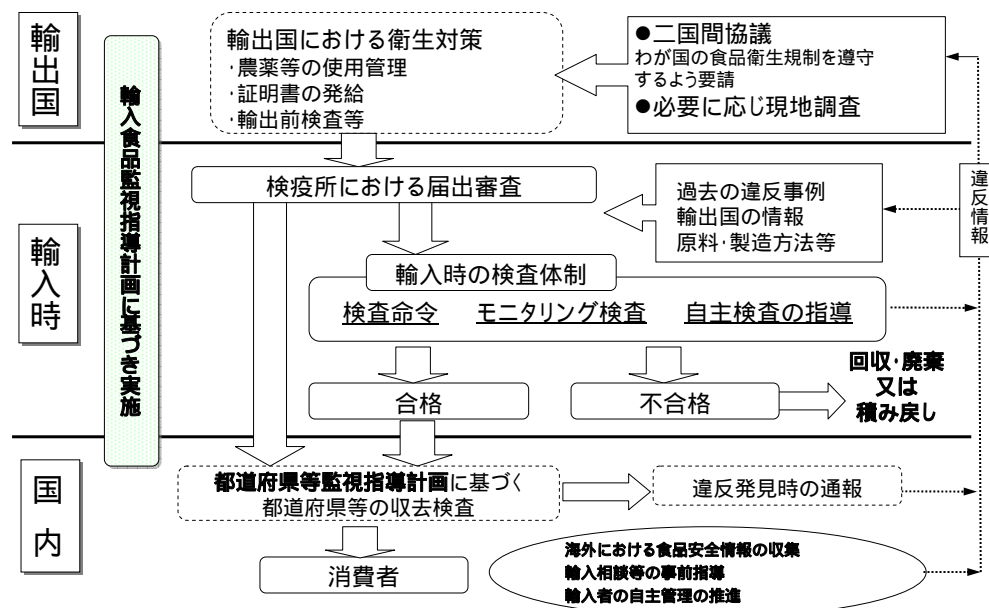 輸出国
輸出国における衛生対策
·農薬等の使用管理
·証明書の発給
·輸出前検査等
●二国間協議
わが国の食品衛生規制を遵守
するよう要請
●必要に応じ現地調査
輸入食品監視指導計画に基づき実施
輸入時
検疫所における届出審査
過去の違反事例
輸出国の情報
原料·製造方法等
違反情報
輸入時の検査体制
検査命令 モニタリング検査 自主検査の指導
合格
不合格
回収·廃棄
又は
積み戻し
国内
都道府県等監視指導計画に基づく
都道府県等の収去検査
違反発見時の通報
消費者
海外における食品安全情報の収集
輸入相談等の事前指導
輸入者の自主管理の推進